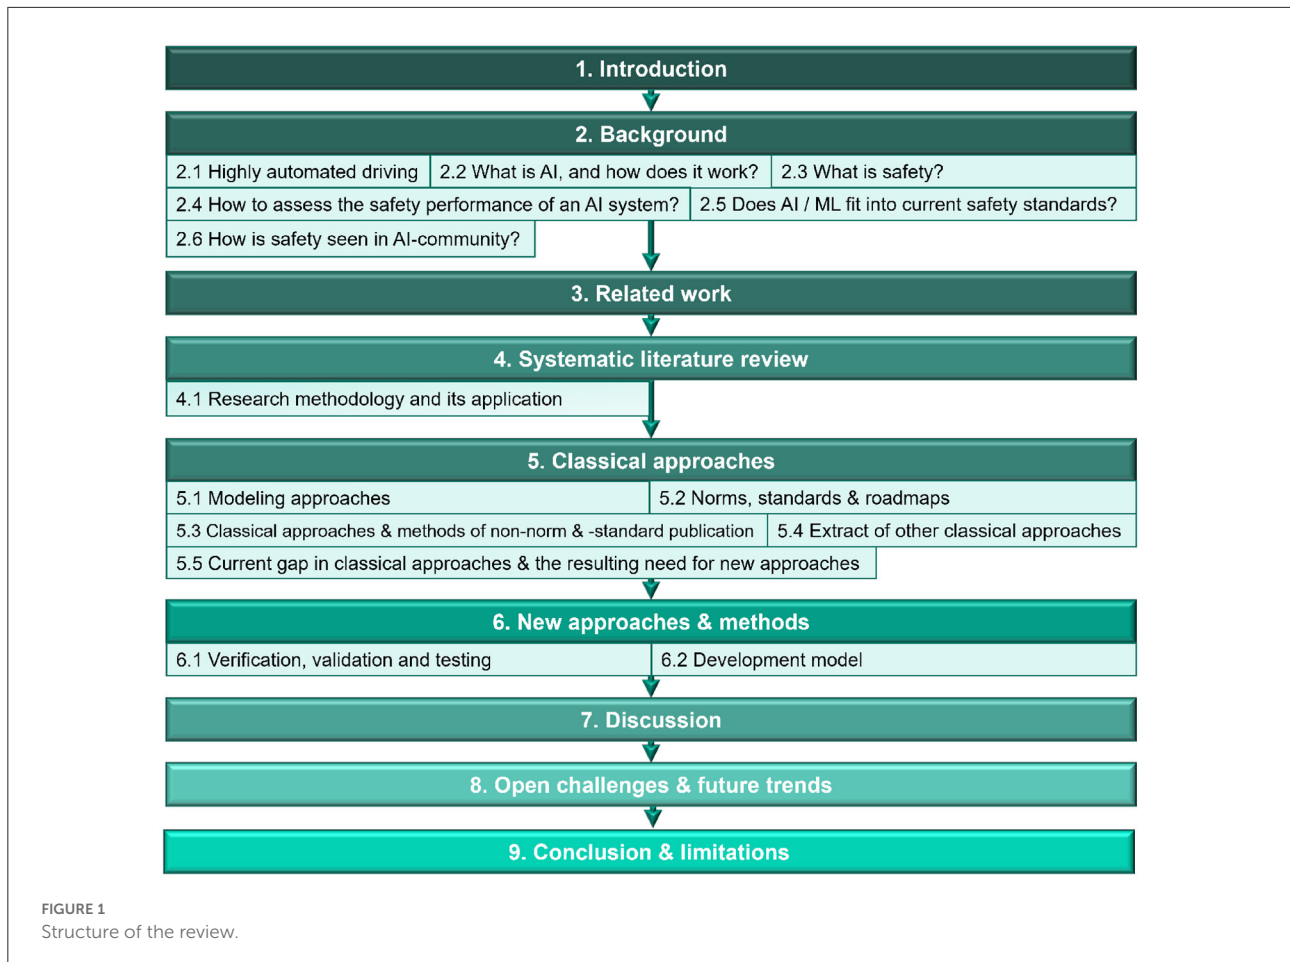 1. Introduction
2. Background
2.1 Highly automated driving
2.2 What is AI, and how does it work?
2.3 What is safety?
2.4 How to assess the safety performance of an AI system?
2.5 Does AI / ML fit into current safety standards?
2.6 How is safety seen in AI-community?
3. Related work
4. Systematic literature review
4.1 Research methodology and its application
5. Classical approaches
5.1 Modeling approaches
5.2 Norms, standards & roadmaps
5.3 Classical approaches & methods of non-norm & -standard publication
5.4 Extract of other classical approaches
5.5 Current gap in classical approaches & the resulting need for new approaches
6. New approaches & methods
6.1 Verification, validation and testing
6.2 Development model
7. Discussion
8. Open challenges & future trends
9. Conclusion & limitations
FIGURE 1
Structure of the review.